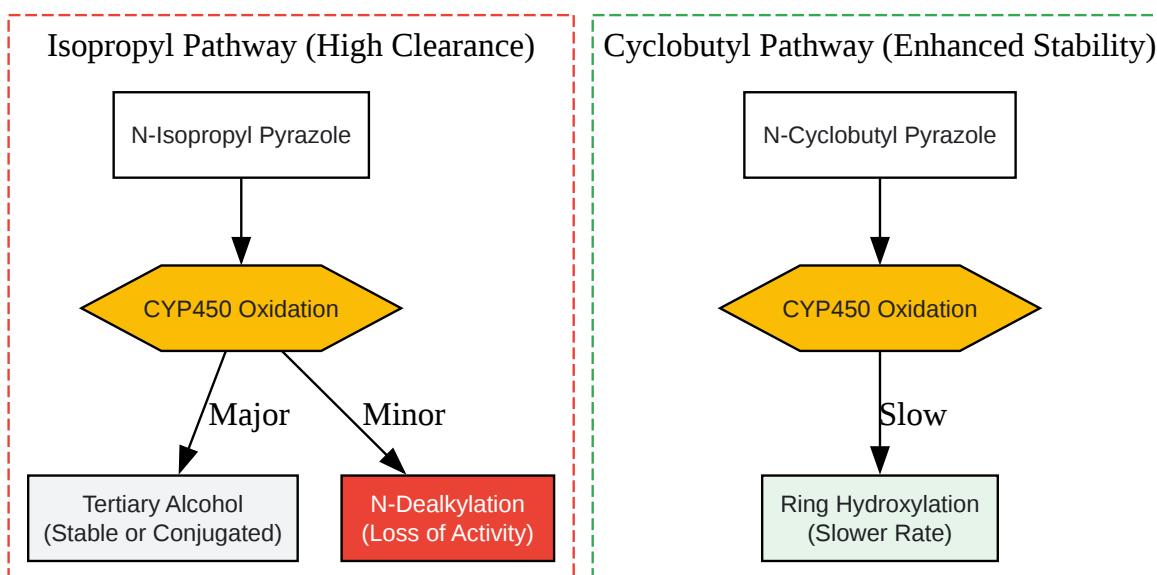 Isopropyl Pathway (High Clearance)
N-Isopropyl Pyrazole
CYP450 Oxidation
Major
Minor
Tertiary Alcohol
(Stable or Conjugated)
N-Dealkylation
(Loss of Activity)
Cyclobutyl Pathway (Enhanced Stability)
N-Cyclobutyl Pyrazole
CYP450 Oxidation
Slow
Ring Hydroxylation
(Slower Rate)